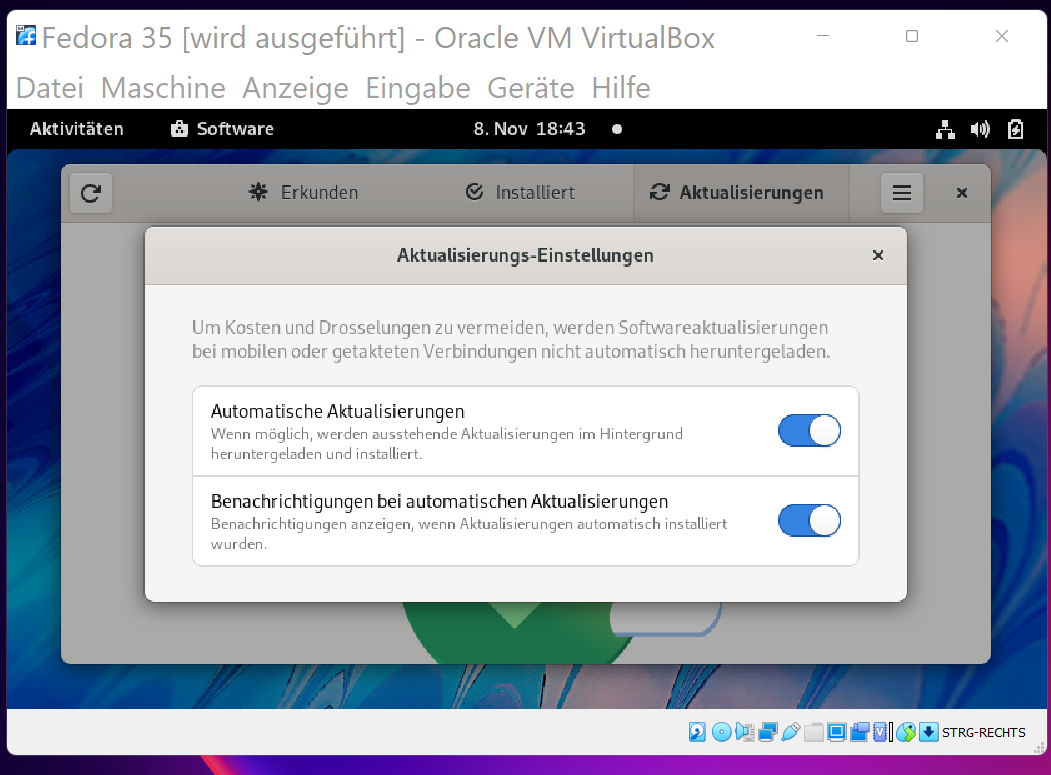 Fedora 35 [wird ausgeführt] - Oracle VM VirtualBox
Datei Maschine Anzeige Eingabe Geräte Hilfe
Aktivitäten Software 8. Nov 18:43
Erkunden Installiert Aktualisierungen
Aktualisierungs-Einstellungen
Um Kosten und Drosselungen zu vermeiden, werden Softwareaktualisierungen
bei mobilen oder getakteten Verbindungen nicht automatisch heruntergeladen.
Automatische Aktualisierungen
Wenn möglich, werden ausstehende Aktualisierungen im Hintergrund
heruntergeladen und installiert.
Benachrichtigungen bei automatischen Aktualisierungen
Benachrichtigungen anzeigen, wenn Aktualisierungen automatisch installiert
wurden.
STRG-RECHTS